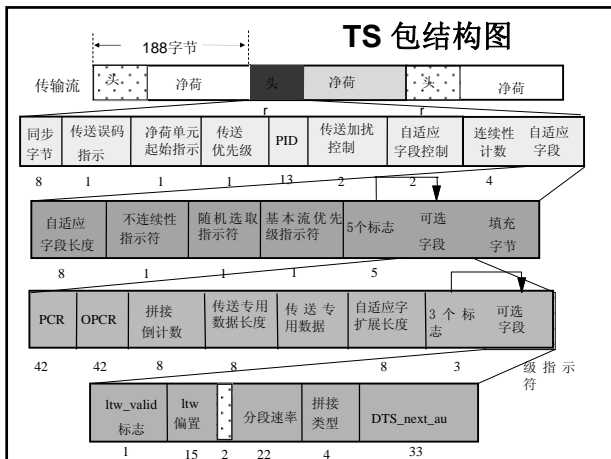 TS 包结构图
188字节
传输流
头
净荷
头
净荷
头
净荷
r
r
同步
字节
传送误码
指示
净荷单元
起始指示
传送
优先级
PID
传送加扰
控制
自适应
字段控制
连续性
计数
自适应
字段
8
1
1
1
13
2
2
4
自适应
字段长度
不连续性
指示符
随机选取
指示符
基本流优先
级指示符
5个标志
可选
字段
填充
字节
8
1
1
1
5
PCR
OPCR
拼接
倒计数
传送专用
数据长度
传送专
用数据
自适应字
扩展长度
3个标
志
可选
字段
42
42
8
8
8
3
级指示
符
ltw_valid
标志
ltw
偏置
分段速率
拼接
类型
DTS_next_au
1
15
2
22
4
33